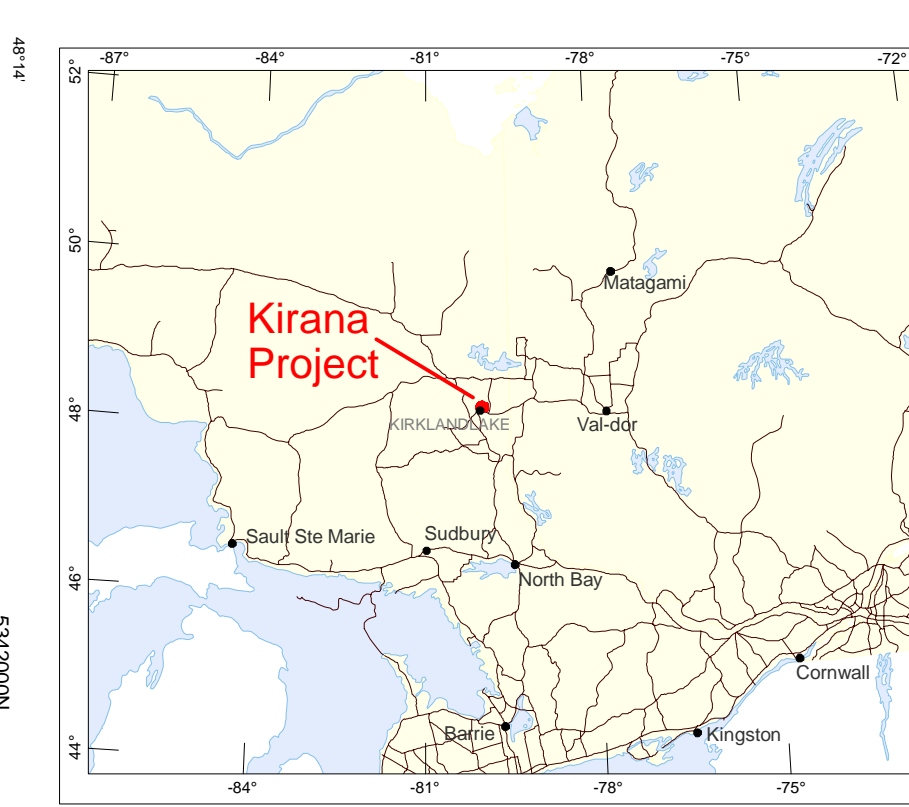 48°14'
-87°
-84°
-81°
-78°
-75°
-72°
52°
50°
Matagami
Kirana
Project
48°
KIRKLANDLAKE
Val-dor
Sault Ste Marie
Sudbury
North Bay
46°
5342000N
Cornwall
Barrie
Kingston
44°
-84°
-81°
-78°
-75°